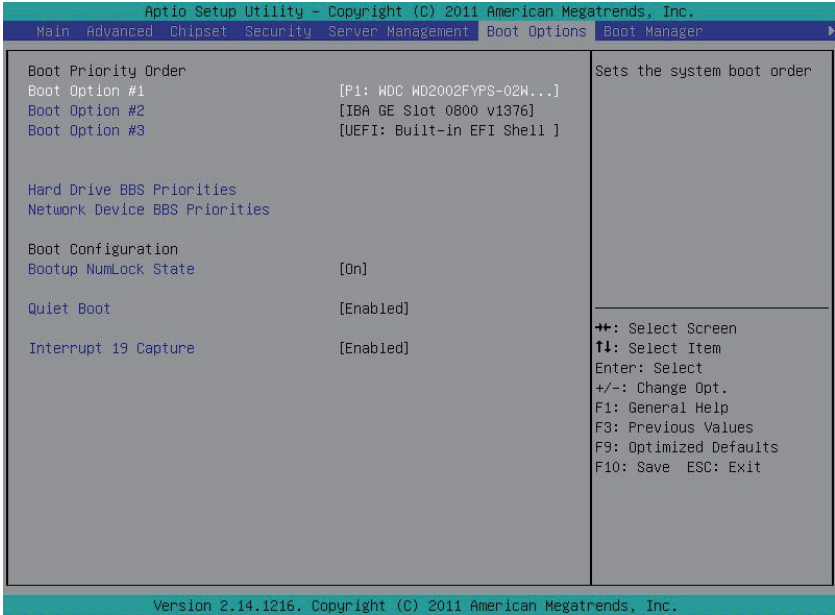 Aptio Setup Utility - Copyright (C) 2011 American Megatrends, Inc.
Main Advanced Chipset Security Server Management Boot Options Boot Manager
Boot Priority Order
Boot Option #1 [P1: WDC WD2002FYPS-02W...]
Boot Option #2 [IBA GE Slot 0800 v1376]
Boot Option #3 [UEFI: Built-in EFI Shell ]
Hard Drive BBS Priorities
Network Device BBS Priorities
Boot Configuration
Bootup NumLock State [On]
Quiet Boot [Enabled]
Interrupt 19 Capture [Enabled]
Sets the system boot order
→←: Select Screen
↑↓: Select Item
Enter: Select
+/-: Change Opt.
F1: General Help
F3: Previous Values
F9: Optimized Defaults
F10: Save ESC: Exit
Version 2.14.1216. Copyright (C) 2011 American Megatrends, Inc.